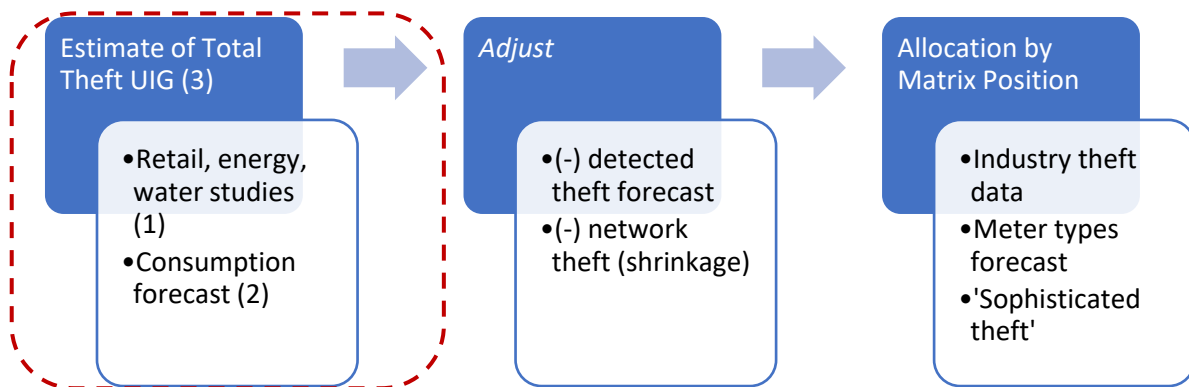 Estimate of Total
Theft UIG (3)
•Retail, energy,
water studies
(1)
•Consumption
forecast (2)
Adjust
•(-) detected
theft forecast
•(-) network
theft (shrinkage)
Allocation by
Matrix Position
•Industry theft
data
•Meter types
forecast
•'Sophisticated
theft'